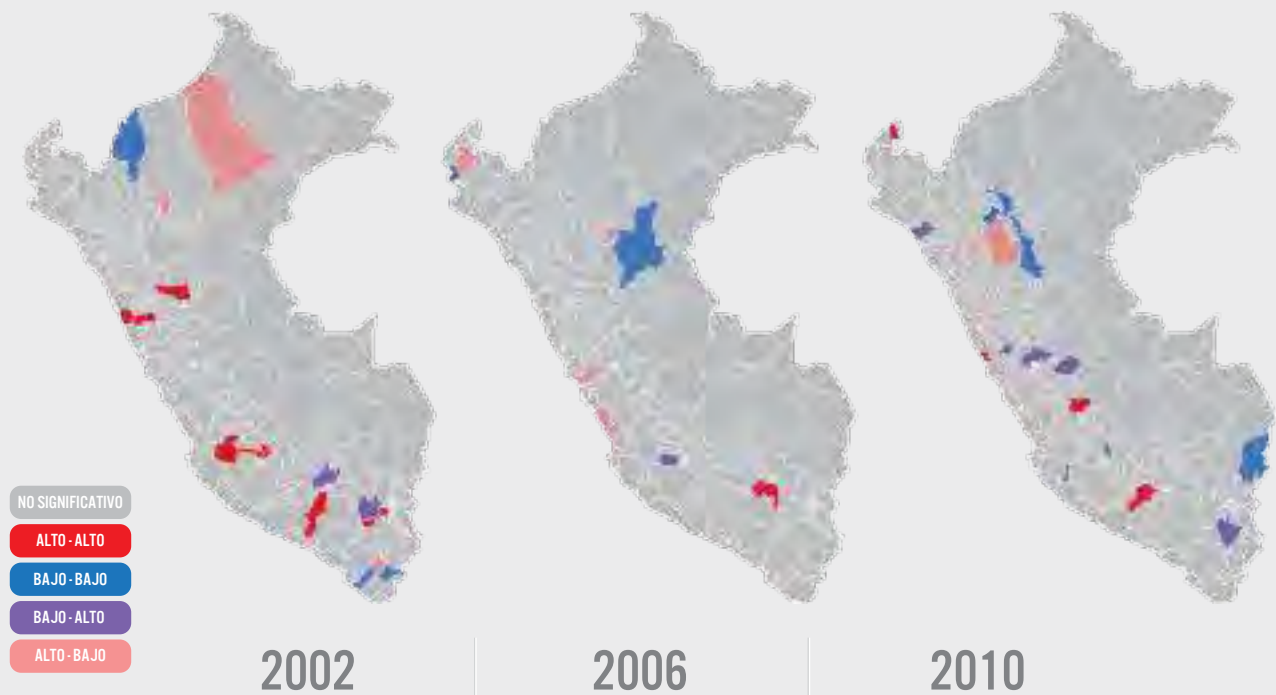 NO SIGNIFICATIVO
ALTO - ALTO
BAJO - BAJO
BAJO - ALTO
ALTO - BAJO
2002
2006
2010